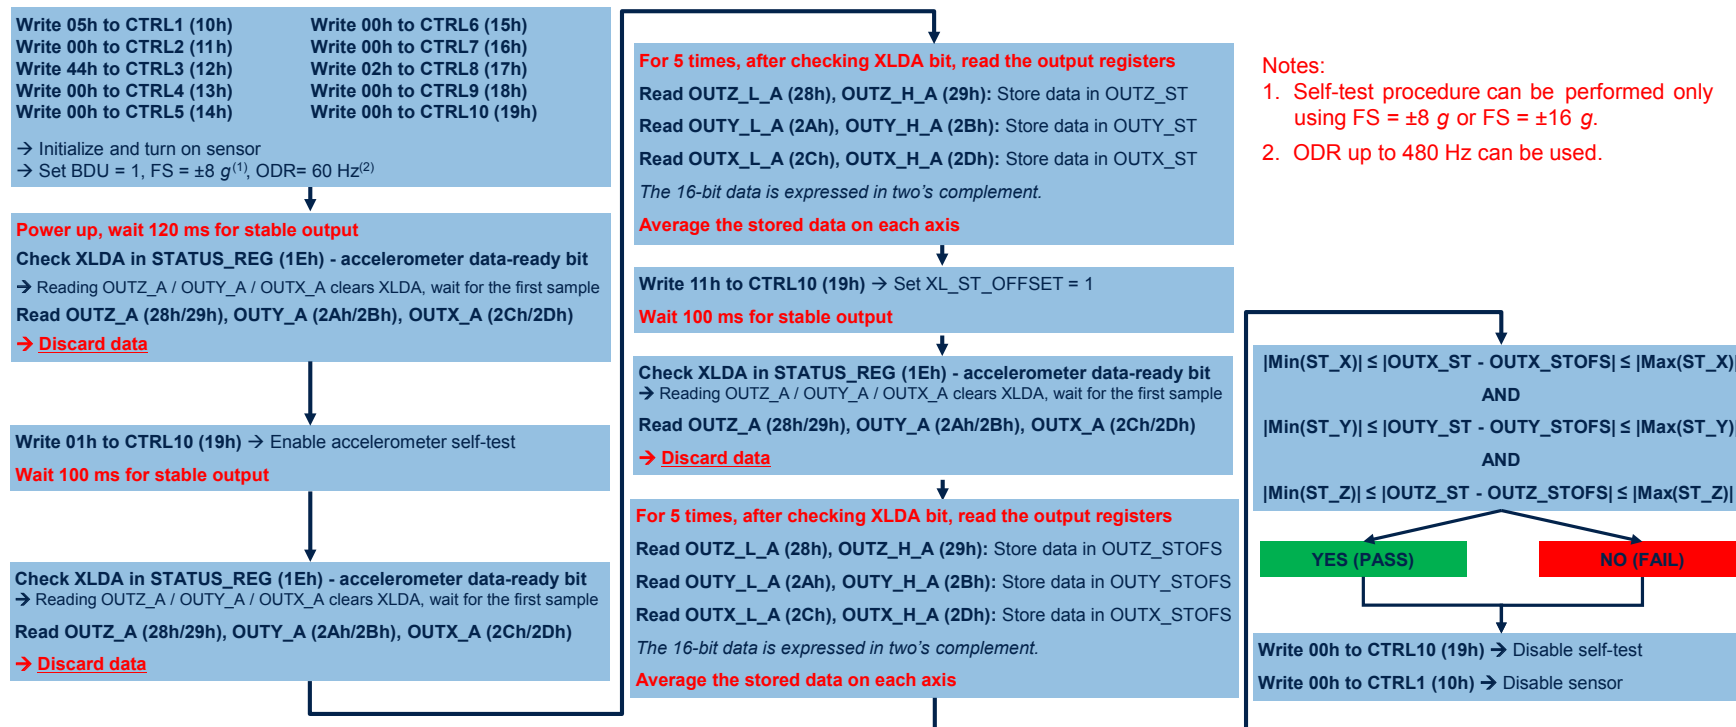 Write 05h to CTRL1 (10h)
Write 00h to CTRL2 (11h)
Write 44h to CTRL3 (12h)
Write 00h to CTRL4 (13h)
Write 00h to CTRL5 (14h)
Write 00h to CTRL6 (15h)
Write 00h to CTRL7 (16h)
Write 02h to CTRL8 (17h)
Write 00h to CTRL9 (18h)
Write 00h to CTRL10 (19h)
→ Initialize and turn on sensor
→ Set BDU = 1, FS = ±8 g(1), ODR= 60 Hz(2)
Power up, wait 120 ms for stable output
Check XLDA in STATUS_REG (1Eh) - accelerometer data-ready bit
→ Reading OUTZ_A / OUTY_A / OUTX_A clears XLDA, wait for the first sample
Read OUTZ_A (28h/29h), OUTY_A (2Ah/2Bh), OUTX_A (2Ch/2Dh)
→ Discard data
Write 01h to CTRL10 (19h) → Enable accelerometer self-test
Wait 100 ms for stable output
Check XLDA in STATUS_REG (1Eh) - accelerometer data-ready bit
→ Reading OUTZ_A / OUTY_A / OUTX_A clears XLDA, wait for the first sample
Read OUTZ_A (28h/29h), OUTY_A (2Ah/2Bh), OUTX_A (2Ch/2Dh)
→ Discard data
For 5 times, after checking XLDA bit, read the output registers
Read OUTZ_L_A (28h), OUTZ_H_A (29h): Store data in OUTZ_ST
Read OUTY_L_A (2Ah), OUTY_H_A (2Bh): Store data in OUTY_ST
Read OUTX_L_A (2Ch), OUTX_H_A (2Dh): Store data in OUTX_ST
The 16-bit data is expressed in two's complement.
Average the stored data on each axis
Write 11h to CTRL10 (19h) → Set XL_ST_OFFSET = 1
Wait 100 ms for stable output
Check XLDA in STATUS_REG (1Eh) - accelerometer data-ready bit
→ Reading OUTZ_A / OUTY_A / OUTX_A clears XLDA, wait for the first sample
Read OUTZ_A (28h/29h), OUTY_A (2Ah/2Bh), OUTX_A (2Ch/2Dh)
→ Discard data
For 5 times, after checking XLDA bit, read the output registers
Read OUTZ_L_A (28h), OUTZ_H_A (29h): Store data in OUTZ_STOFS
Read OUTY_L_A (2Ah), OUTY_H_A (2Bh): Store data in OUTY_STOFS
Read OUTX_L_A (2Ch), OUTX_H_A (2Dh): Store data in OUTX_STOFS
The 16-bit data is expressed in two's complement.
Average the stored data on each axis
Notes:
1. Self-test procedure can be performed only
using FS = ±8 g or FS = ±16 g.
2. ODR up to 480 Hz can be used.
|Min(ST_X)| ≤ |OUTX_ST - OUTX_STOFS| ≤ |Max(ST_X)|
AND
|Min(ST_Y)| ≤ |OUTY_ST - OUTY_STOFS| ≤ |Max(ST_Y)|
AND
|Min(ST_Z)| ≤ |OUTZ_ST - OUTZ_STOFS| ≤ |Max(ST_Z)|
YES (PASS)
NO (FAIL)
Write 00h to CTRL10 (19h) → Disable self-test
Write 00h to CTRL1 (10h) → Disable sensor